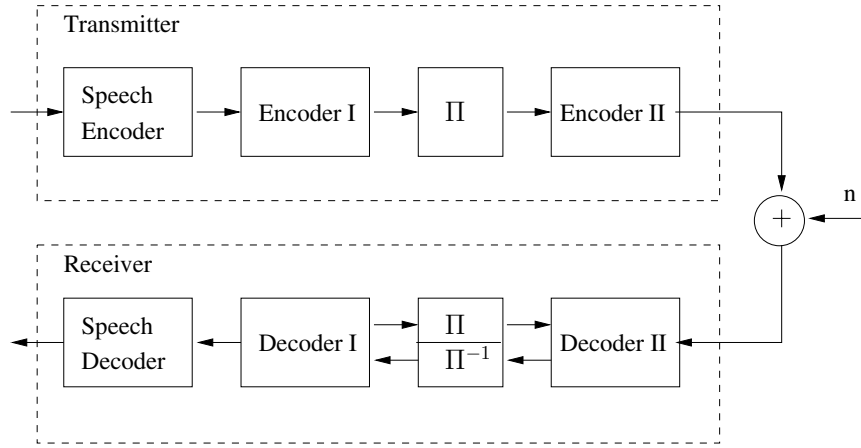 Transmitter
Speech
Encoder
Encoder I
Π
Encoder II
n
+
Receiver
Speech
Decoder
Decoder I
Π
Π⁻¹
Decoder II